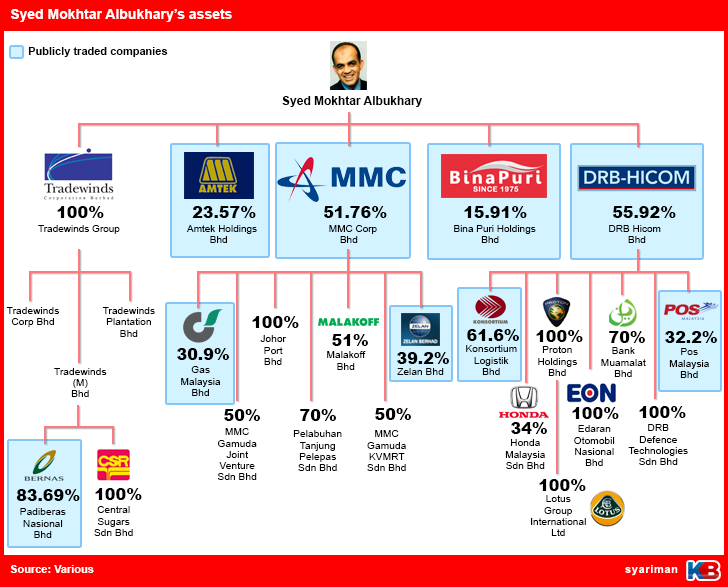 Syed Mokhtar Albukhary's assets
Publicly traded companies
Syed Mokhtar Albukhary
Tradewinds
Corporation Berhad
100%
Tradewinds Group
AMTEK
23.57%
Amtek Holdings
Bhd
MMC
51.76%
MMC Corp
Bhd
BinaPuri
SINCE 1975
15.91%
Bina Puri Holdings
Bhd
DRB-HICOM
55.92%
DRB Hicom
Bhd
Tradewinds
Corp Bhd
Tradewinds
Plantation
Bhd
Tradewinds
(M)
Bhd
BERNAS
83.69%
Padiberas
Nasional
Bhd
CSR
100%
Central
Sugars
Sdn Bhd
30.9%
Gas
Malaysia
Bhd
50%
MMC
Gamuda
Joint
Venture
Sdn Bhd
100%
Johor
Port
Bhd
70%
Pelabuhan
Tanjung
Pelepas
Sdn Bhd
MALAKOFF
51%
Malakoff
Bhd
50%
MMC
Gamuda
KVMRT
Sdn Bhd
ZELAN
ZELAN BERHAD
39.2%
Zelan Bhd
KONSORTIUM
61.6%
Konsortium
Logistik
Bhd
HONDA
34%
Honda
Malaysia
Sdn Bhd
PROTON
100%
Proton
Holdings
Bhd
100%
Lotus
Group
International
Ltd
LOTUS
EON
100%
Edaran
Otomobil
Nasional
Bhd
70%
Bank
Muamalat
Bhd
100%
DRB
Defence
Technologies
Sdn Bhd
POS
MALAYSIA
32.2%
Pos
Malaysia
Bhd
Source: Various
syariman KB